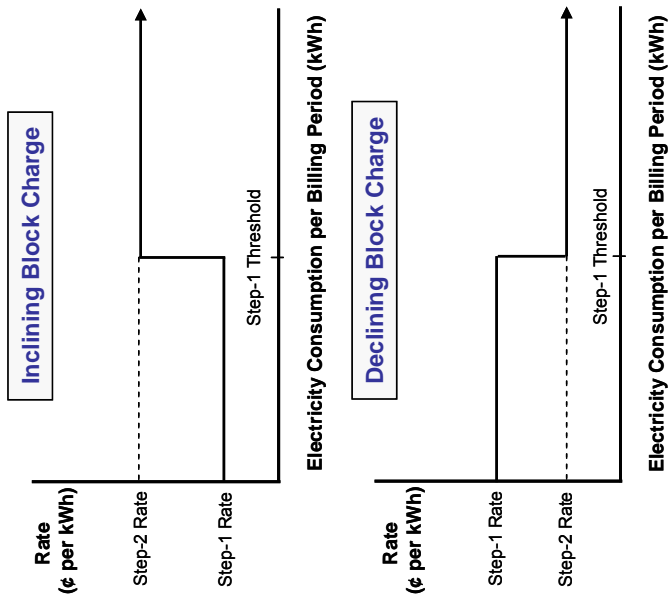 Inclining Block Charge
Rate
(¢ per kWh)
Step-2 Rate
Step-1 Rate
Step-1 Threshold
Electricity Consumption per Billing Period (kWh)
Declining Block Charge
Rate
(¢ per kWh)
Step-1 Rate
Step-2 Rate
Step-1 Threshold
Electricity Consumption per Billing Period (kWh)